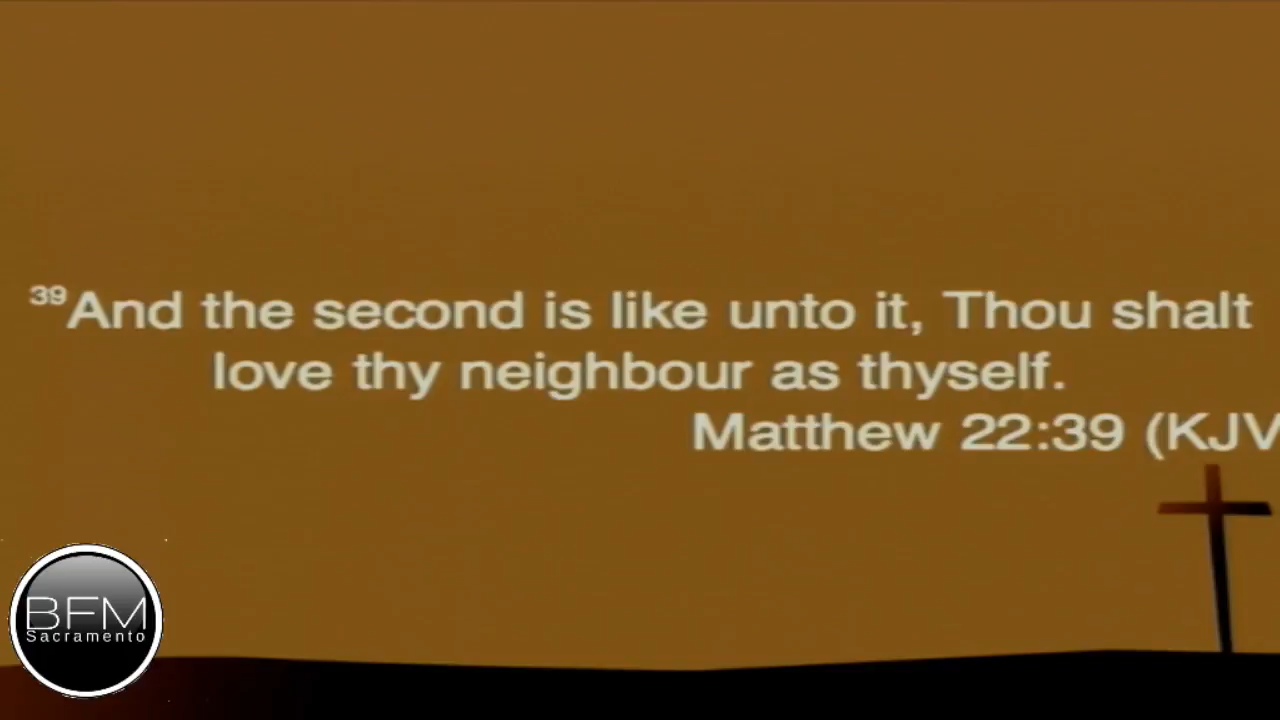 39And the second is like unto it, Thou shalt
love thy neighbour as thyself.
Matthew 22:39 (KJV
BFM
Sacramento